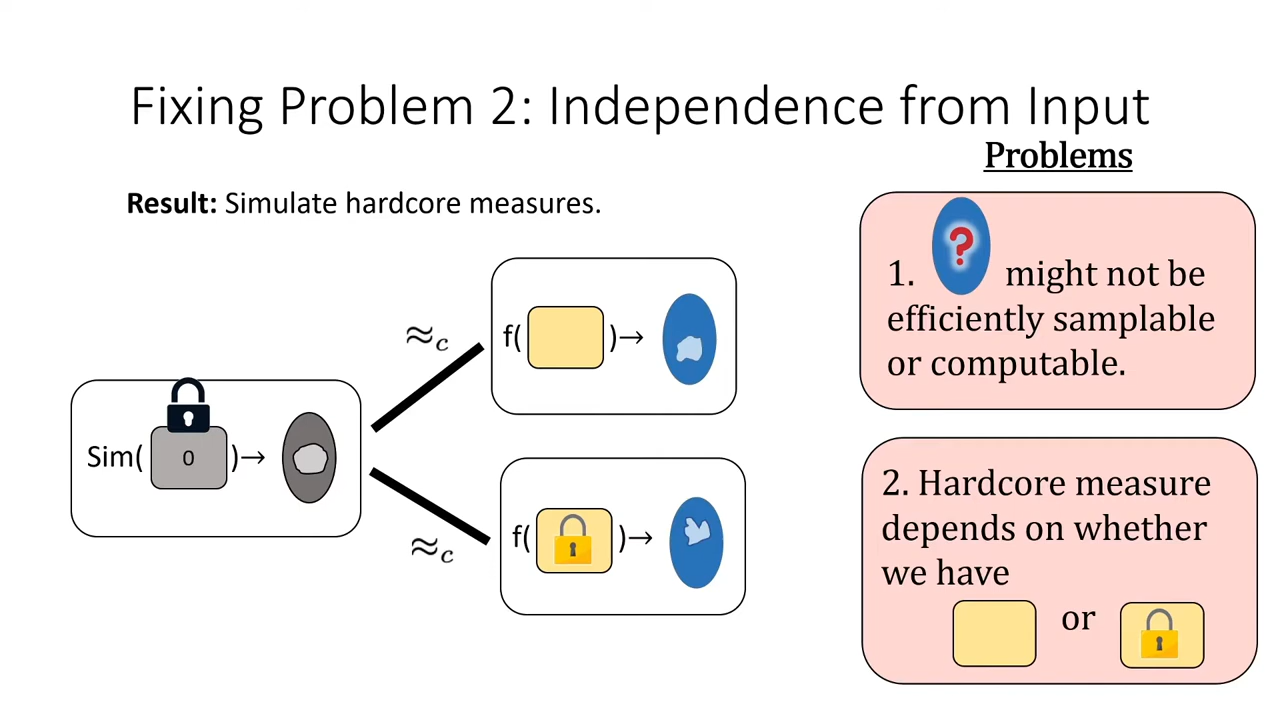 Fixing Problem 2: Independence from Input
Problems
Result: Simulate hardcore measures.
≈c
f( )→
Sim( 0 )→
≈c
f( )→
?
1. might not be
efficiently samplable
or computable.
2. Hardcore measure
depends on whether
we have
or